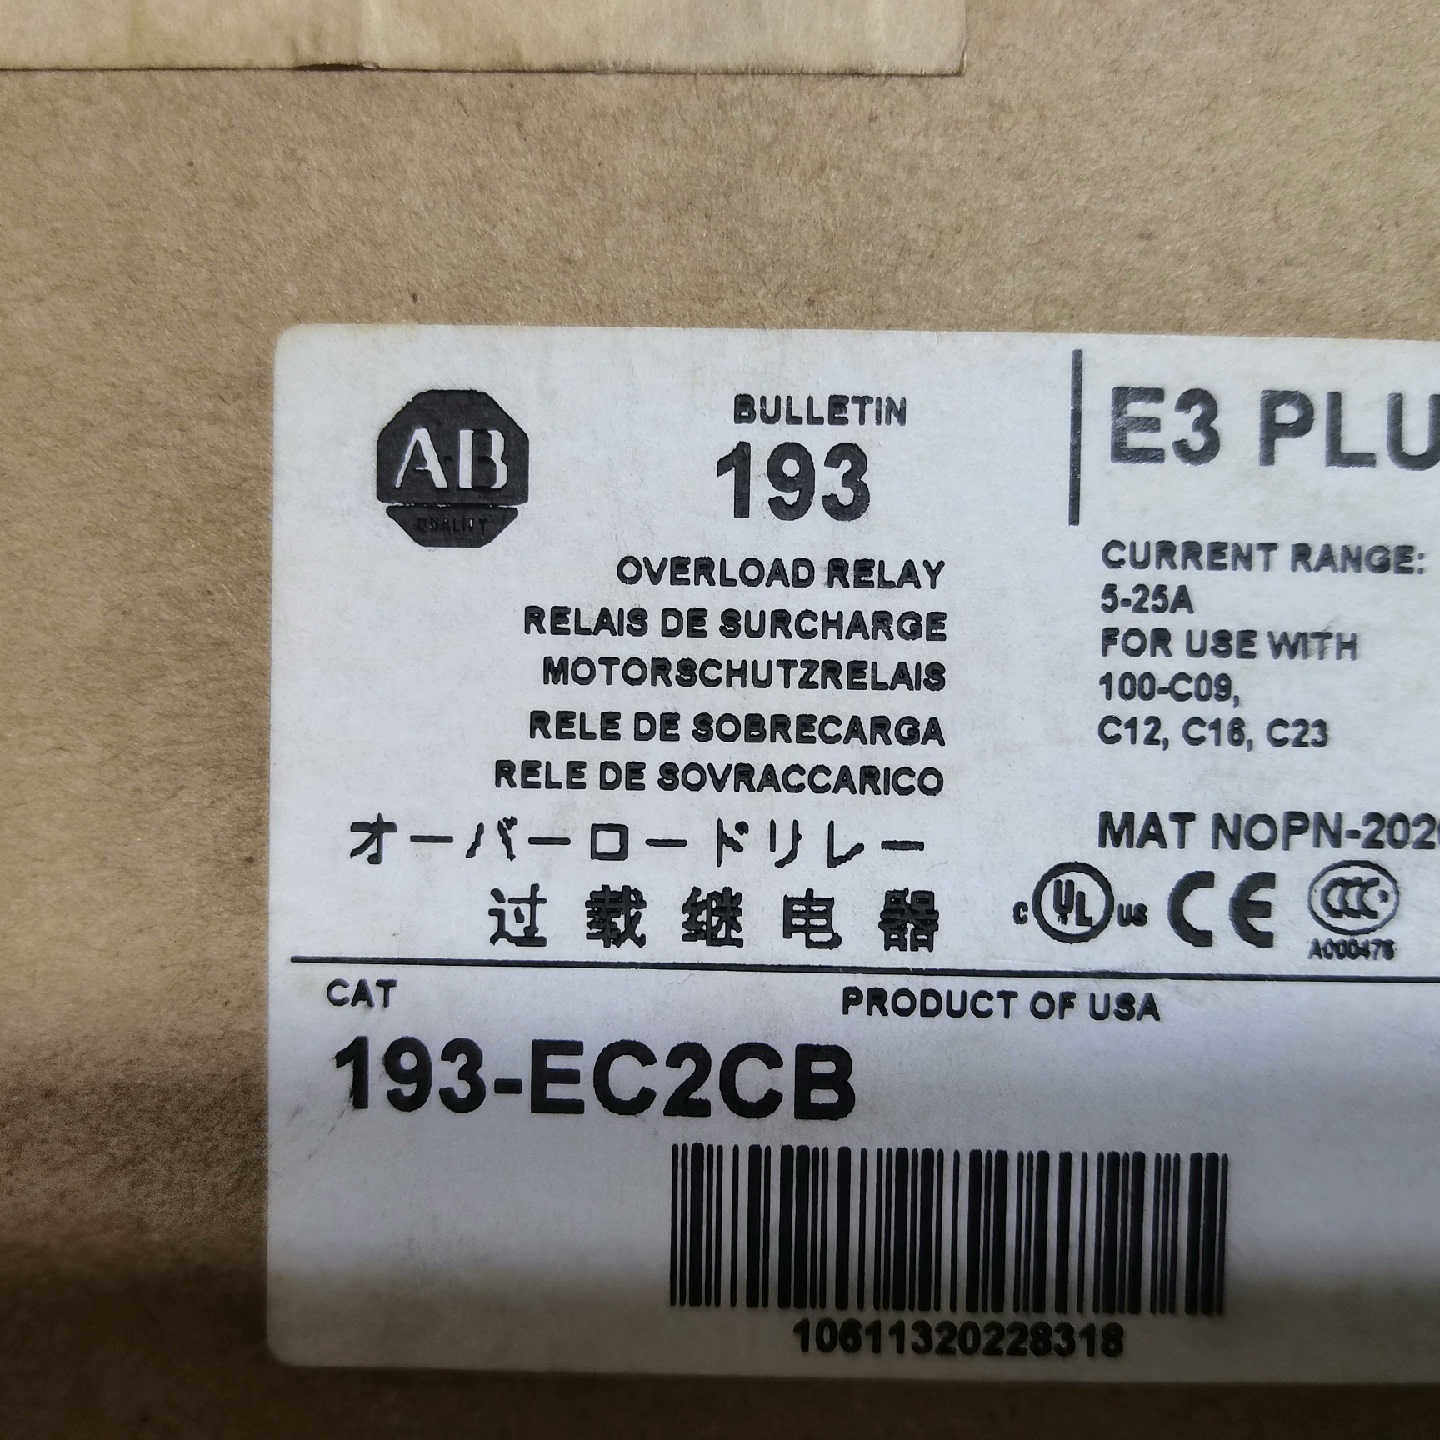 AB
QUALITY
BULLETIN
193
OVERLOAD RELAY
RELAIS DE SURCHARGE
MOTORSCHUTZRELAIS
RELE DE SOBRECARGA
RELE DE SOVRACCARICO
オーバーロードリレー
过载继电器
E3 PLU
CURRENT RANGE:
5-25A
FOR USE WITH
100-C09,
C12, C16, C23
MAT NOPN-202
c UL us CE CCC
A000478
CAT
PRODUCT OF USA
193-EC2CB
10611320228318